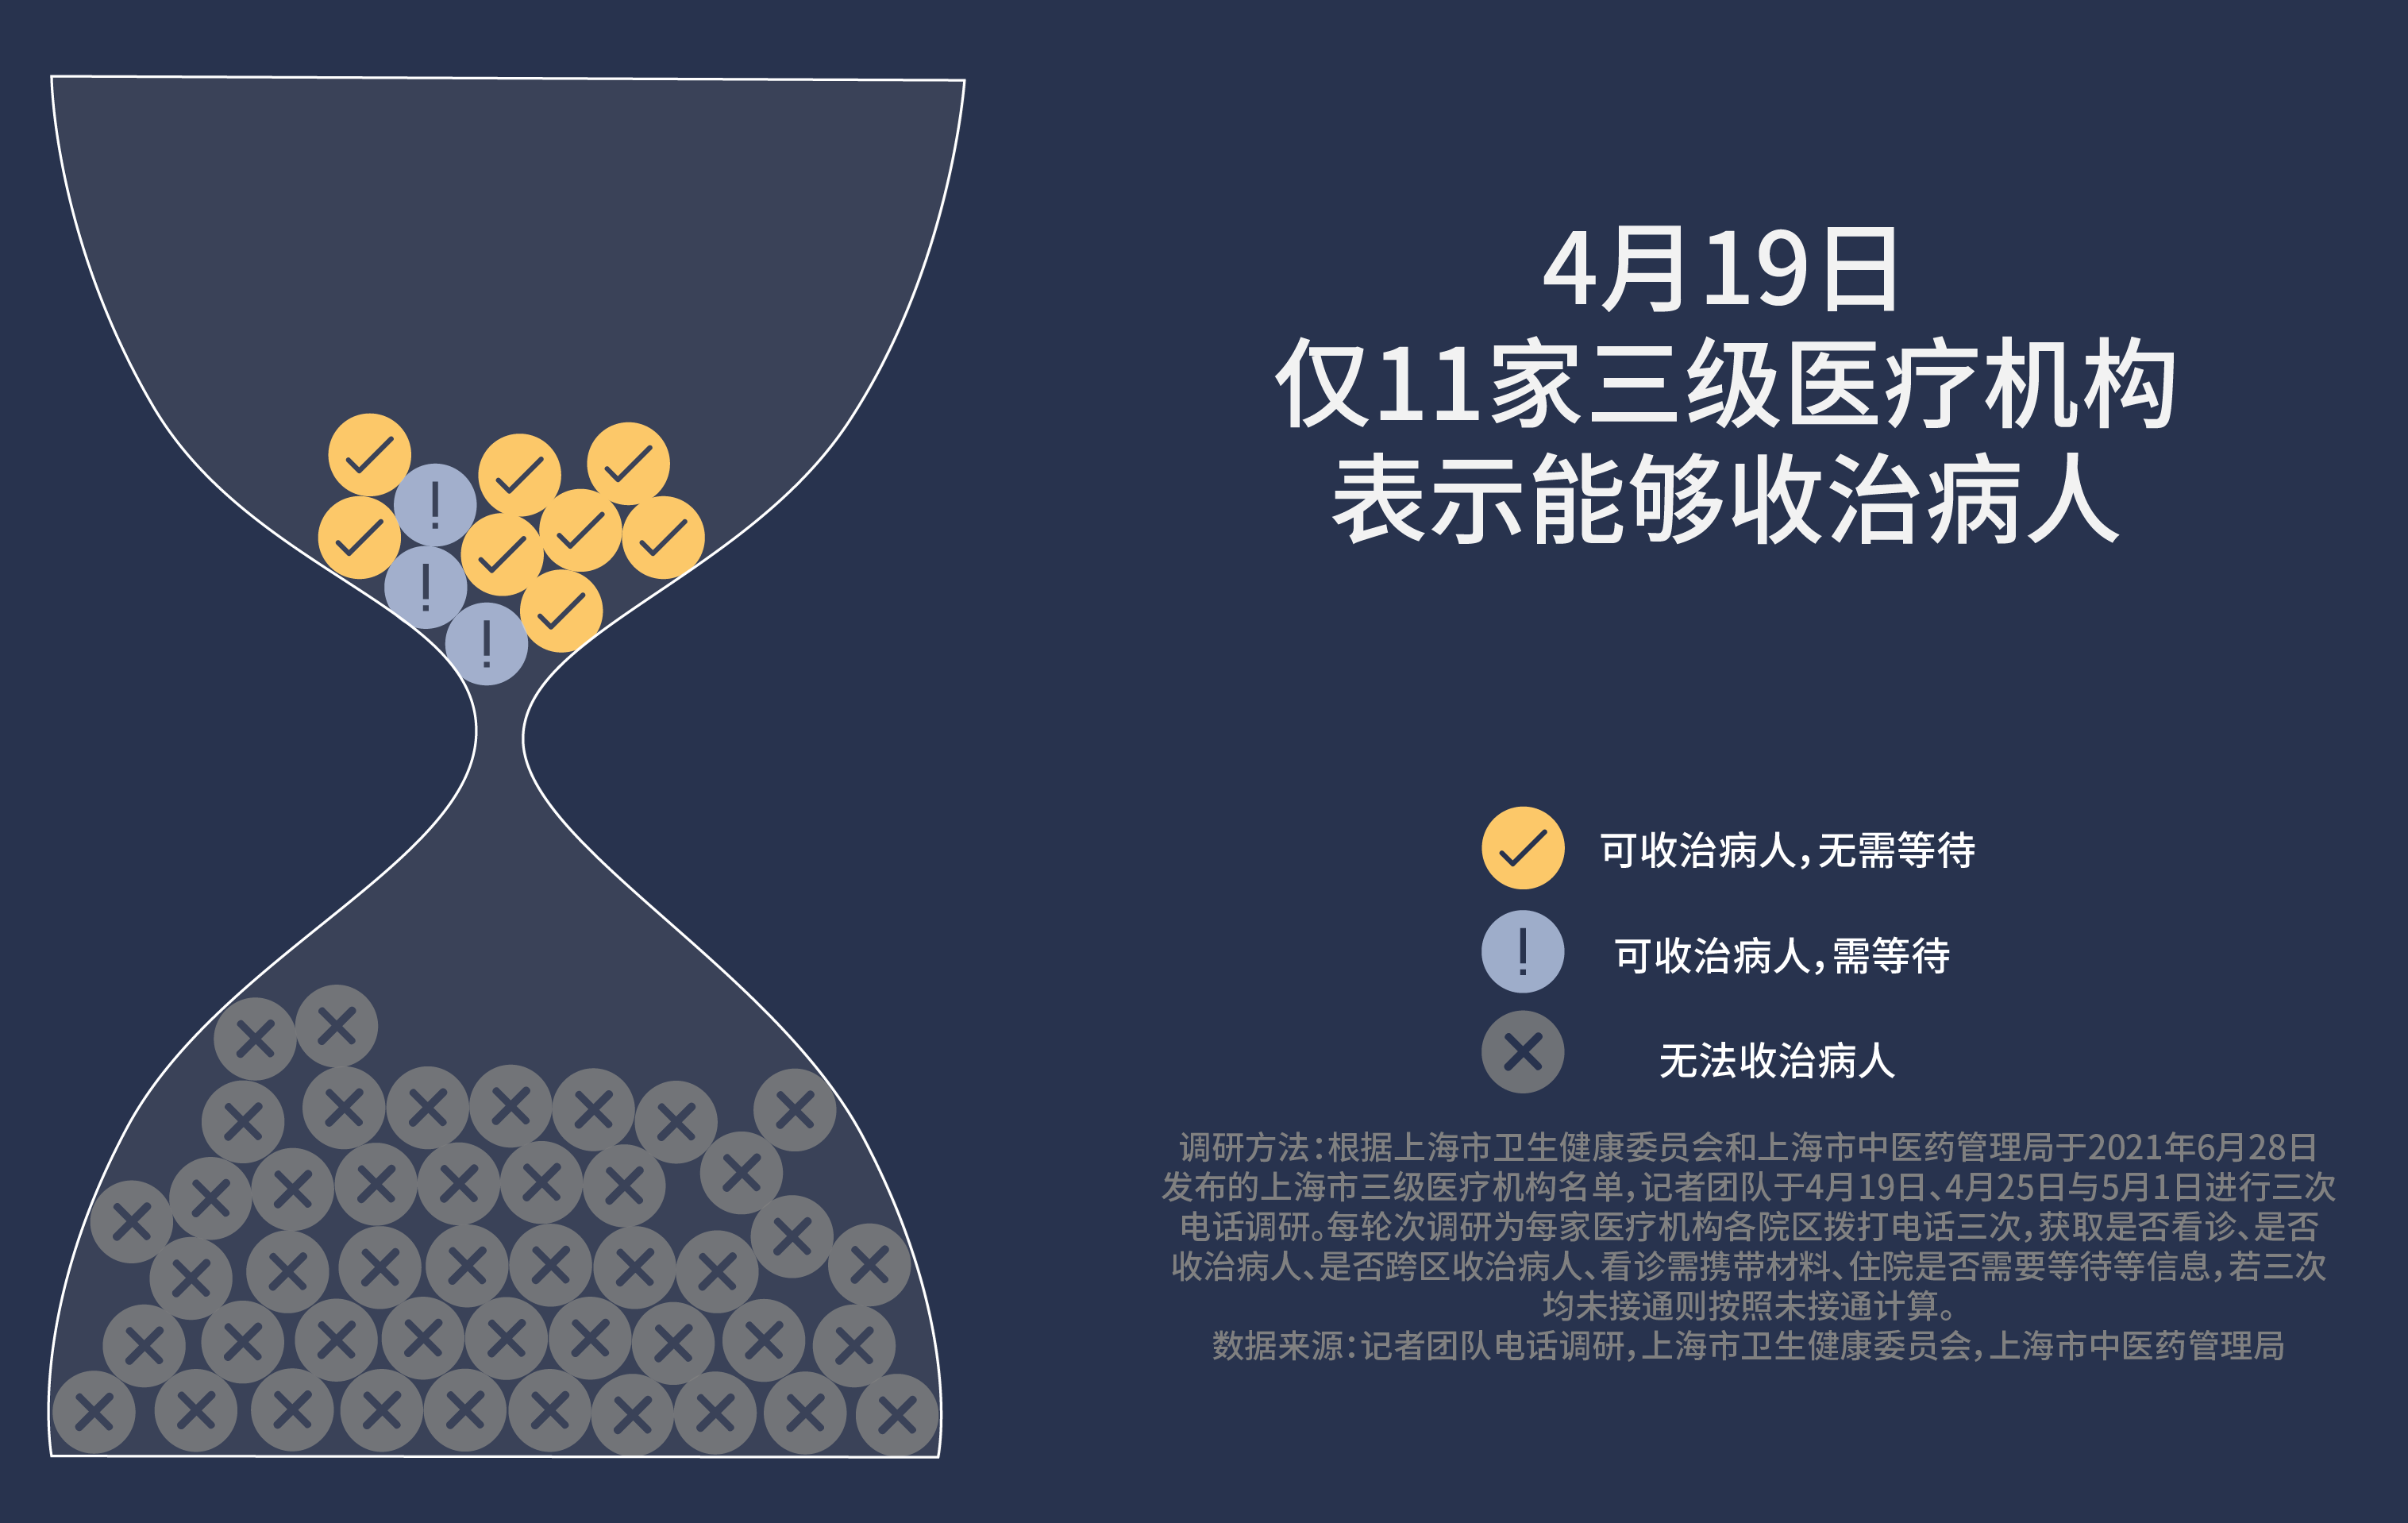 4月19日
仅11家三级医疗机构
表示能够收治病人
可收治病人,无需等待
可收治病人,需等待
无法收治病人
调研方法:根据上海市卫生健康委员会和上海市中医药管理局于2021年6月28日
发布的上海市三级医疗机构名单,记者团队于4月19日、4月25日与5月1日进行三次
电话调研。每轮次调研为每家医疗机构各院区拨打电话三次,获取是否看诊、是否
收治病人、是否跨区收治病人、看诊需携带材料、住院是否需要等待等信息,若三次
均未接通则按照未接通计算。
数据来源:记者团队电话调研,上海市卫生健康委员会,上海市中医药管理局